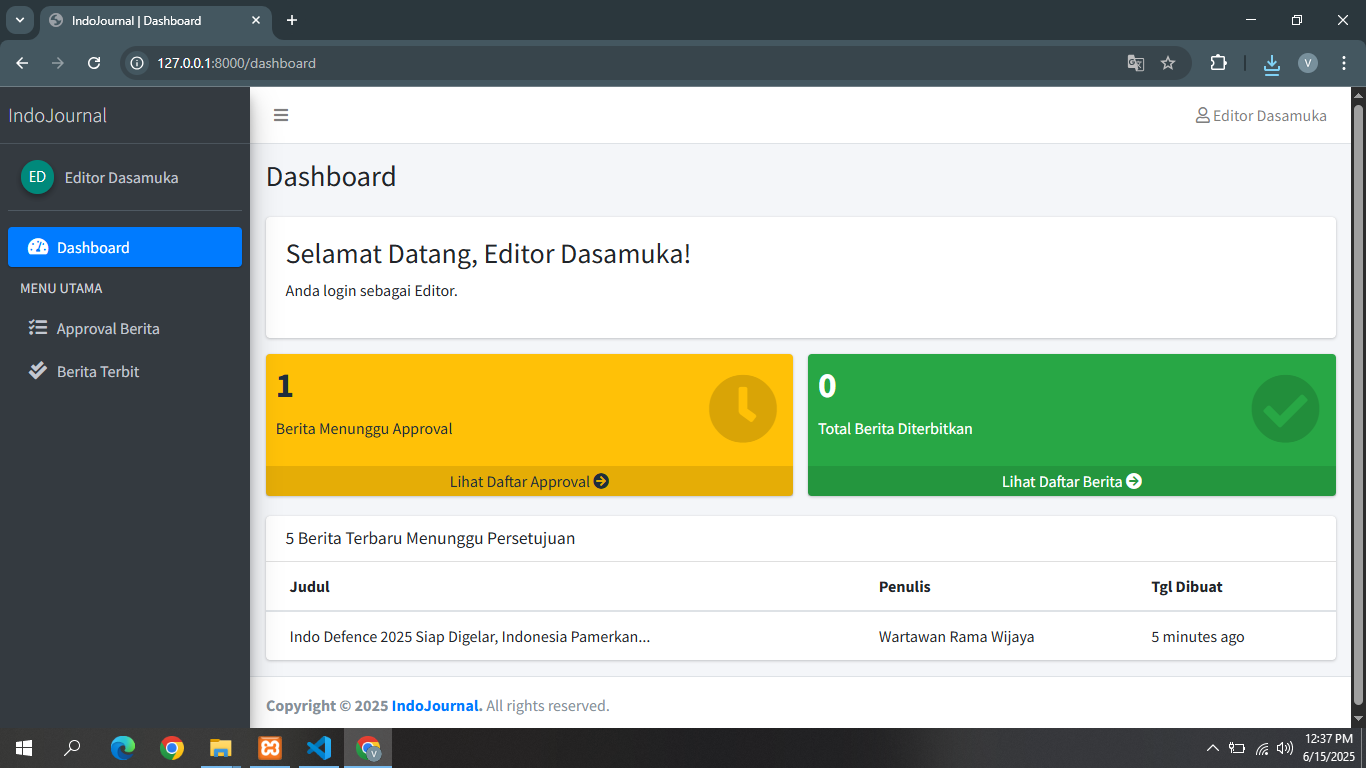 IndoJournal | Dashboard
127.0.0.1:8000/dashboard
V
IndoJournal
Editor Dasamuka
ED Editor Dasamuka
Dashboard
MENU UTAMA
Approval Berita
Berita Terbit
Dashboard
Selamat Datang, Editor Dasamuka!
Anda login sebagai Editor.
1
Berita Menunggu Approval
Lihat Daftar Approval
0
Total Berita Diterbitkan
Lihat Daftar Berita
5 Berita Terbaru Menunggu Persetujuan
Judul Penulis Tgl Dibuat
Indo Defence 2025 Siap Digelar, Indonesia Pamerkan... Wartawan Rama Wijaya 5 minutes ago
Copyright © 2025 IndoJournal. All rights reserved.
V
12:37 PM
6/15/2025